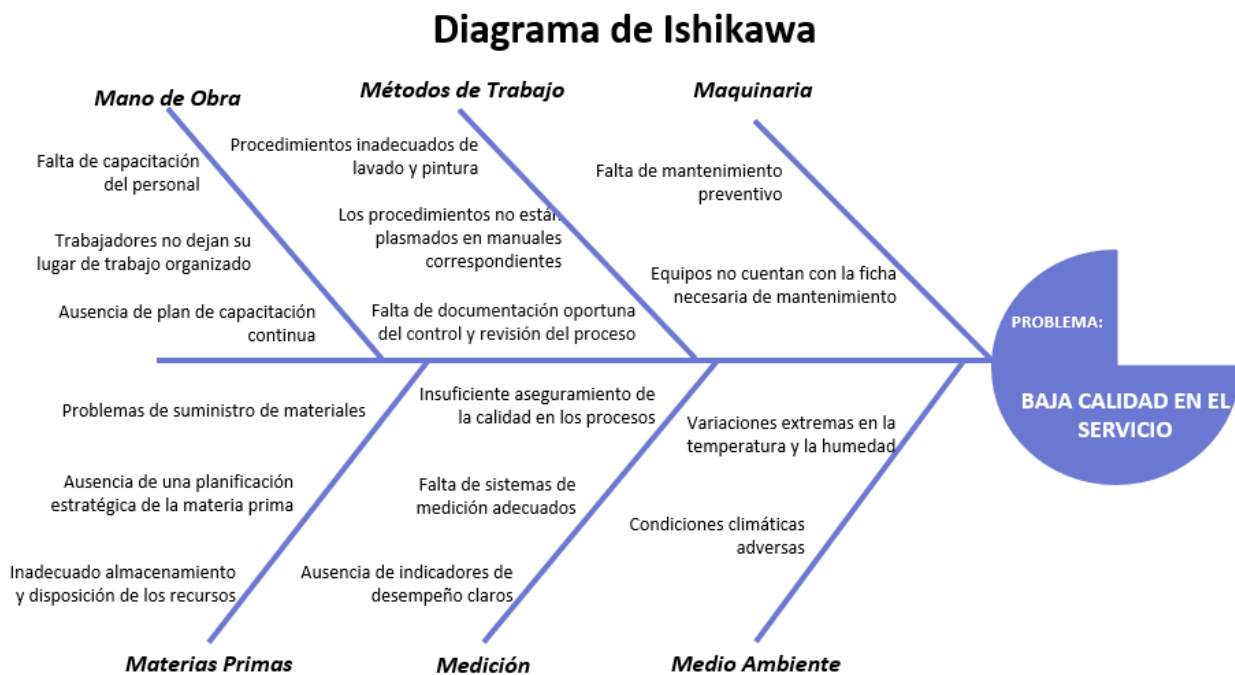 Diagrama de Ishikawa
Mano de Obra
Métodos de Trabajo
Maquinaria
Falta de capacitación
del personal
Trabajadores no dejan su
lugar de trabajo organizado
Ausencia de plan de capacitación
continua
Procedimientos inadecuados de
lavado y pintura
Los procedimientos no están
plasmados en manuales
correspondientes
Falta de documentación oportuna
del control y revisión del proceso
Falta de mantenimiento
preventivo
Equipos no cuentan con la ficha
necesaria de mantenimiento
PROBLEMA:
BAJA CALIDAD EN EL
SERVICIO
Problemas de suministro de materiales
Ausencia de una planificación
estratégica de la materia prima
Inadecuado almacenamiento
y disposición de los recursos
Insuficiente aseguramiento de
la calidad en los procesos
Falta de sistemas de
medición adecuados
Ausencia de indicadores de
desempeño claros
Variaciones extremas en la
temperatura y la humedad
Condiciones climáticas
adversas
Materias Primas
Medición
Medio Ambiente